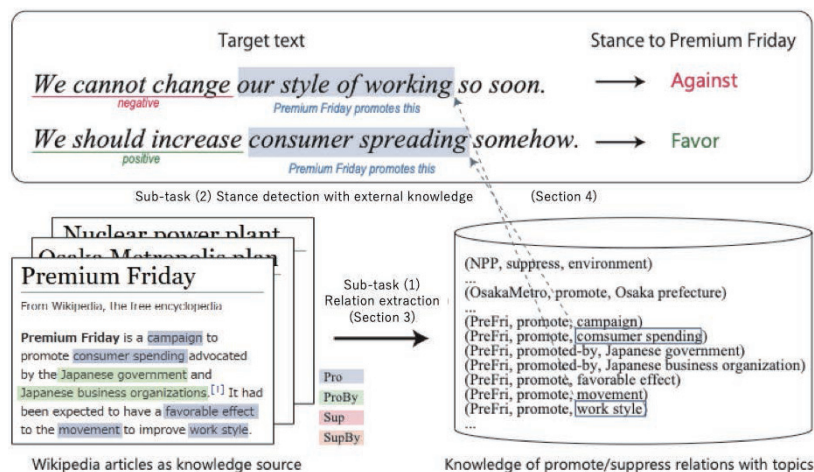 Target text
Stance to Premium Friday
We cannot change our style of working so soon.
Against
negative
Premium Friday promotes this
We should increase consumer spreading somehow.
Favor
positive
Premium Friday promotes this
Sub-task (2) Stance detection with external knowledge (Section 4)
Nuclear power plant
Osaka Metropolis plan
Premium Friday
From Wikipedia, the free encyclopedia
Premium Friday is a campaign to
promote consumer spending advocated
by the Japanese government and
Japanese business organizations.[1] It had
been expected to have a favorable effect
to the movement to improve work style.
Sub-task (1)
Relation extraction
(Section 3)
Pro
ProBy
Sup
SupBy
(NPP, suppress, environment)
...
(OsakaMetro, promote, Osaka prefecture)
...
(PreFri, promote, campaign)
(PreFri, promote, comsumer spending)
(PreFri, promoted-by, Japanese government)
(PreFri, promoted-by, Japanese business organization)
(PreFri, promote, favorable effect)
(PreFri, promote, movement)
(PreFri, promote, work style)
...
Wikipedia articles as knowledge source
Knowledge of promote/suppress relations with topics